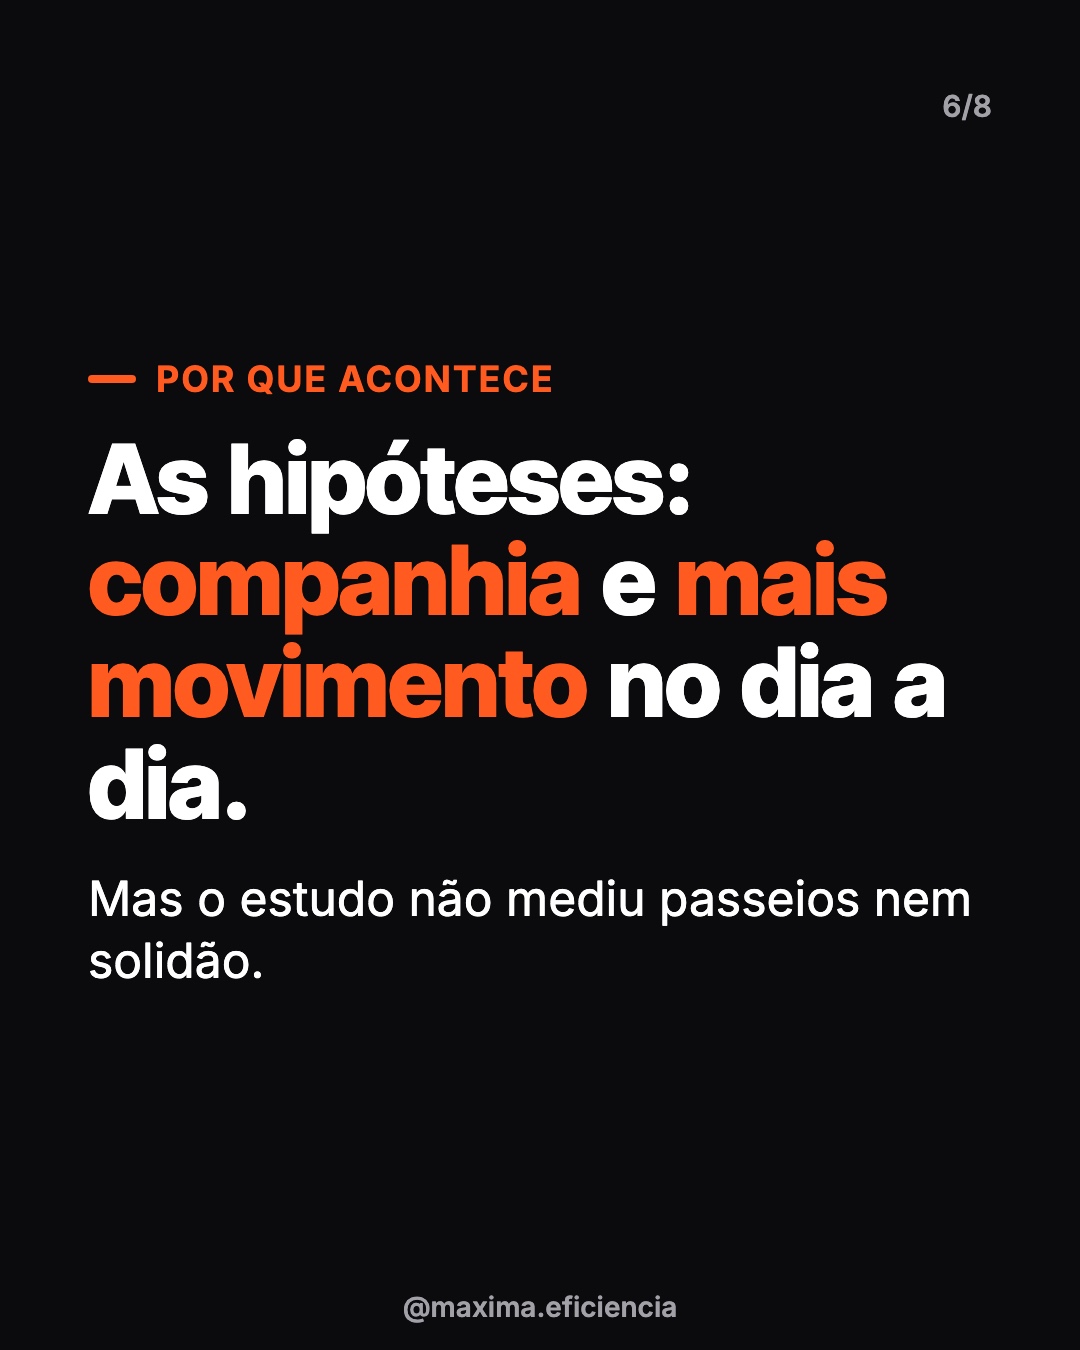 6/8
POR QUE ACONTECE
As hipóteses:
companhia e mais
movimento no dia a
dia.
Mas o estudo não mediu passeios nem
solidão.
@maxima.eficiencia